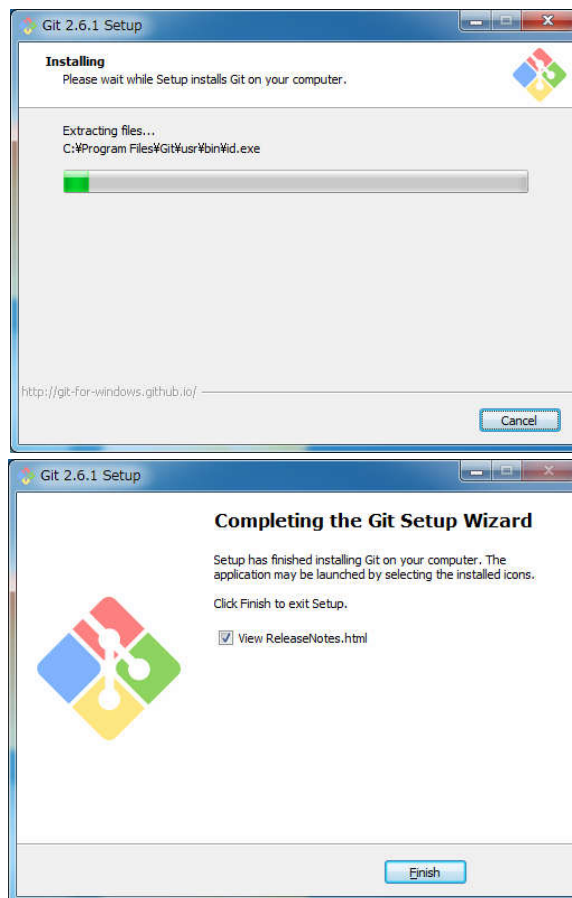 Git 2.6.1 Setup
Installing
Please wait while Setup installs Git on your computer.
Extracting files...
C:¥Program Files¥Git¥usr¥bin¥id.exe
http://git-for-windows.github.io/
Cancel
Git 2.6.1 Setup
Completing the Git Setup Wizard
Setup has finished installing Git on your computer. The
application may be launched by selecting the installed icons.
Click Finish to exit Setup.
View ReleaseNotes.html
Finish